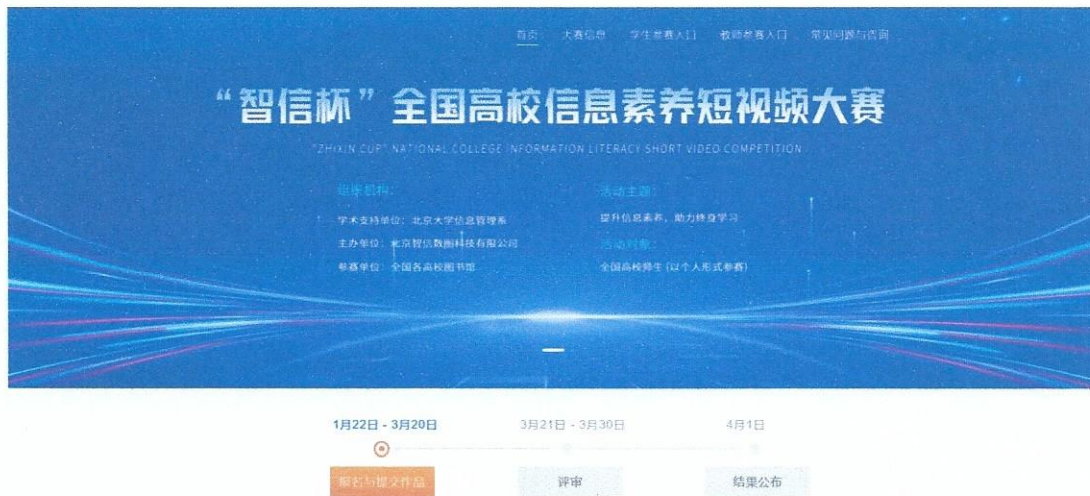 首页 大赛信息 学生参赛入口 教师参赛入口 常见问题与咨询
“智信杯”全国高校信息素养短视频大赛
"ZHIXIN CUP" NATIONAL COLLEGE INFORMATION LITERACY SHORT VIDEO COMPETITION
组织机构:
学术支持单位:北京大学信息管理系
主办单位:北京智信数图科技有限公司
参赛单位:全国各高校图书馆
活动主题:
提升信息素养,助力终身学习
活动对象:
全国高校师生(以个人形式参赛)
1月22日 - 3月20日 3月21日 - 3月30日 4月1日
报名与提交作品 评审 结果公布